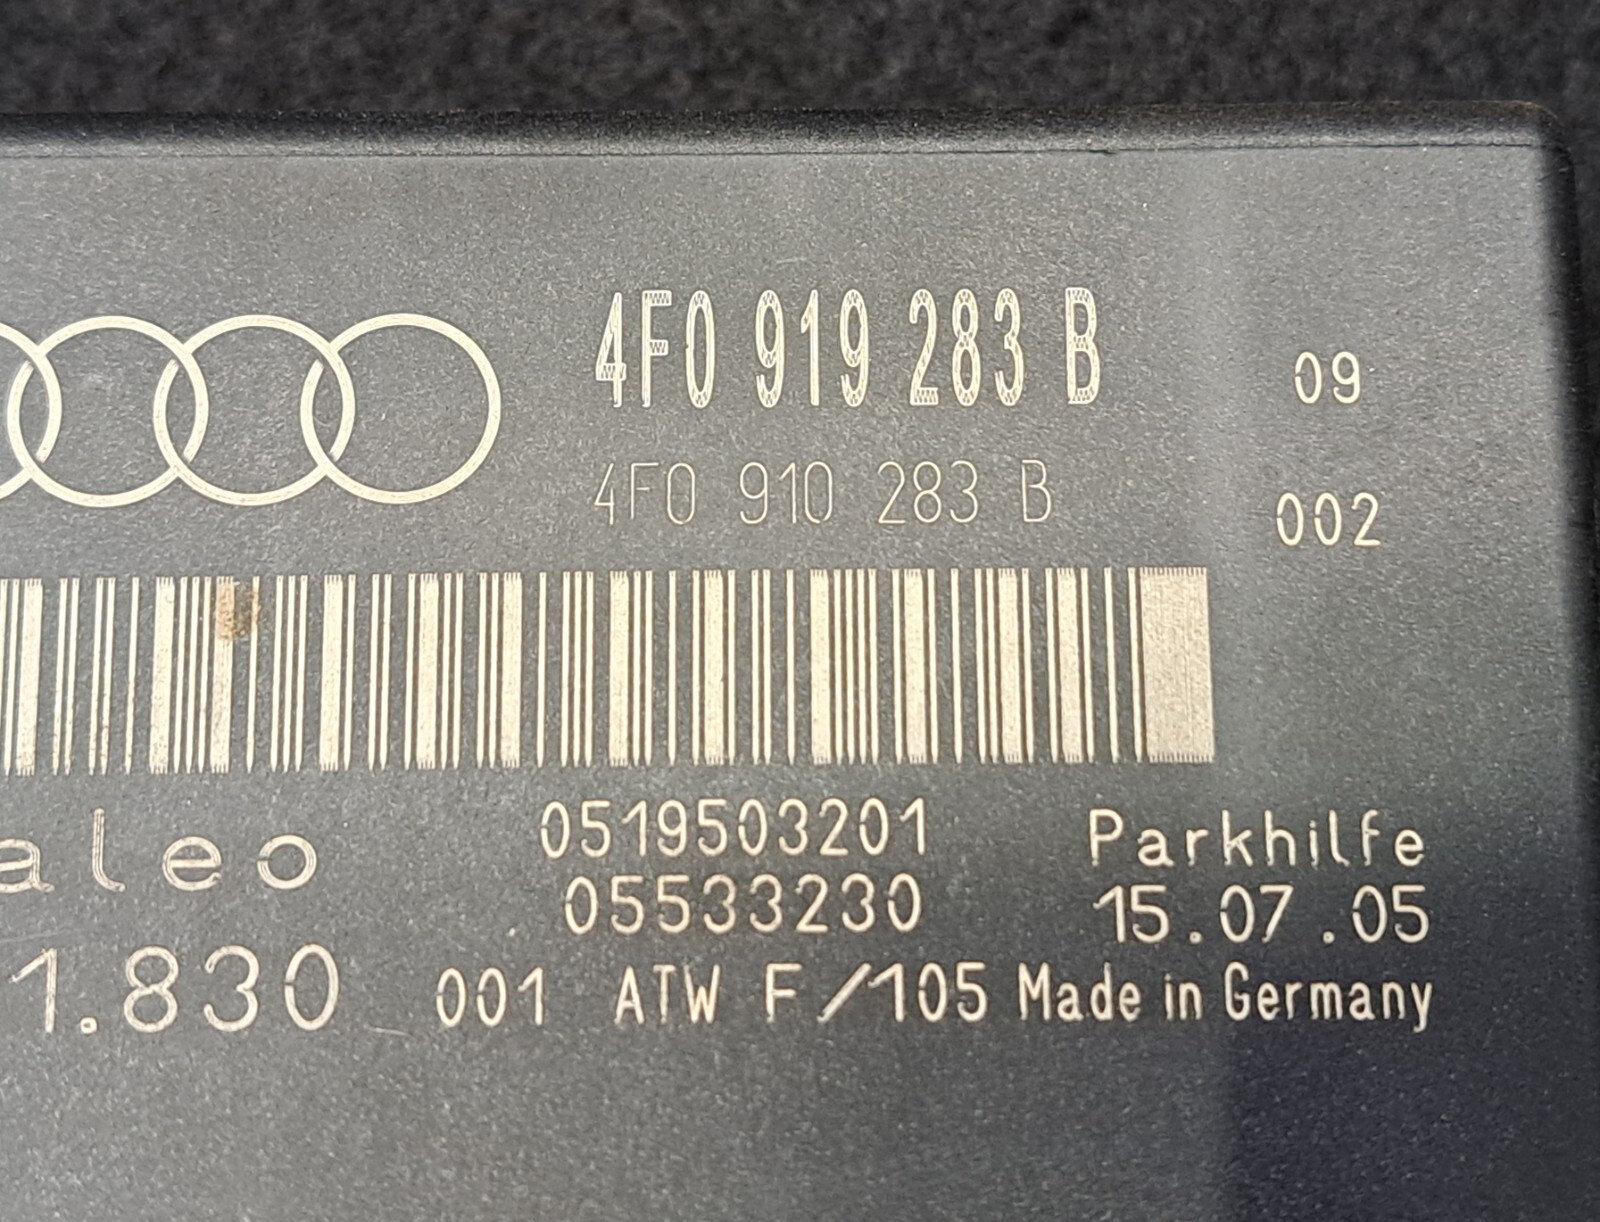 4F0 919 283 B
09
4F0 910 283 B
002
aleo
0519503201
Parkhilfe
05533230
15.07.05
1.830
001 ATW F/105 Made in Germany